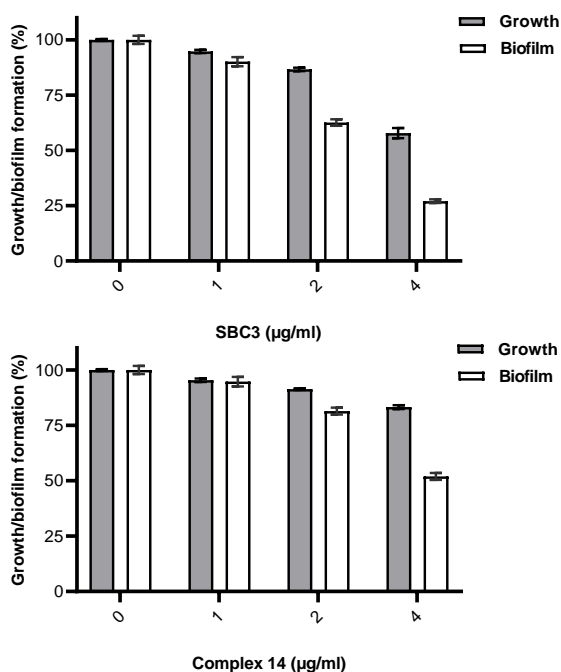 Growth
Biofilm
Growth/biofilm formation (%)
100
75
50
25
0
0 1 2 4
SBC3 (µg/ml)
Growth
Biofilm
Growth/biofilm formation (%)
100
75
50
25
0
0 1 2 4
Complex 14 (µg/ml)